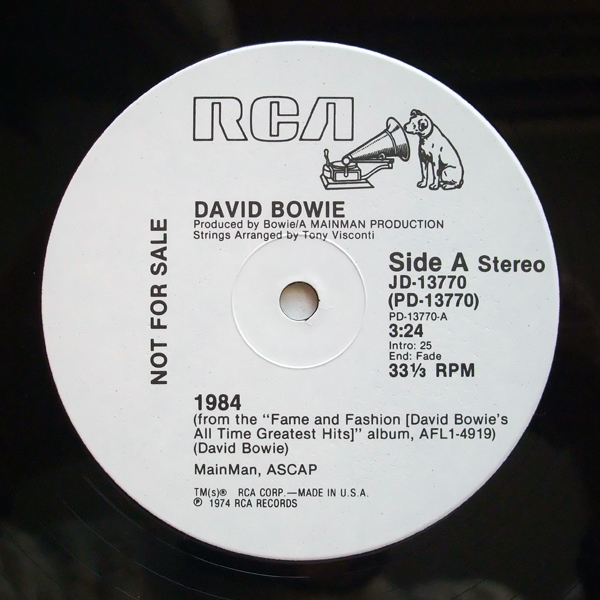 RCA
DAVID BOWIE
Produced by Bowie/A MAINMAN PRODUCTION
Strings Arranged by Tony Visconti
NOT FOR SALE
Side A Stereo
JD-13770
(PD-13770)
PD-13770-A
3:24
Intro: 25
End: Fade
33⅓ RPM
1984
(from the "Fame and Fashion [David Bowie's
All Time Greatest Hits]" album, AFL1-4919)
(David Bowie)
MainMan, ASCAP
TM(s)® RCA CORP.—MADE IN U.S.A.
℗ 1974 RCA RECORDS